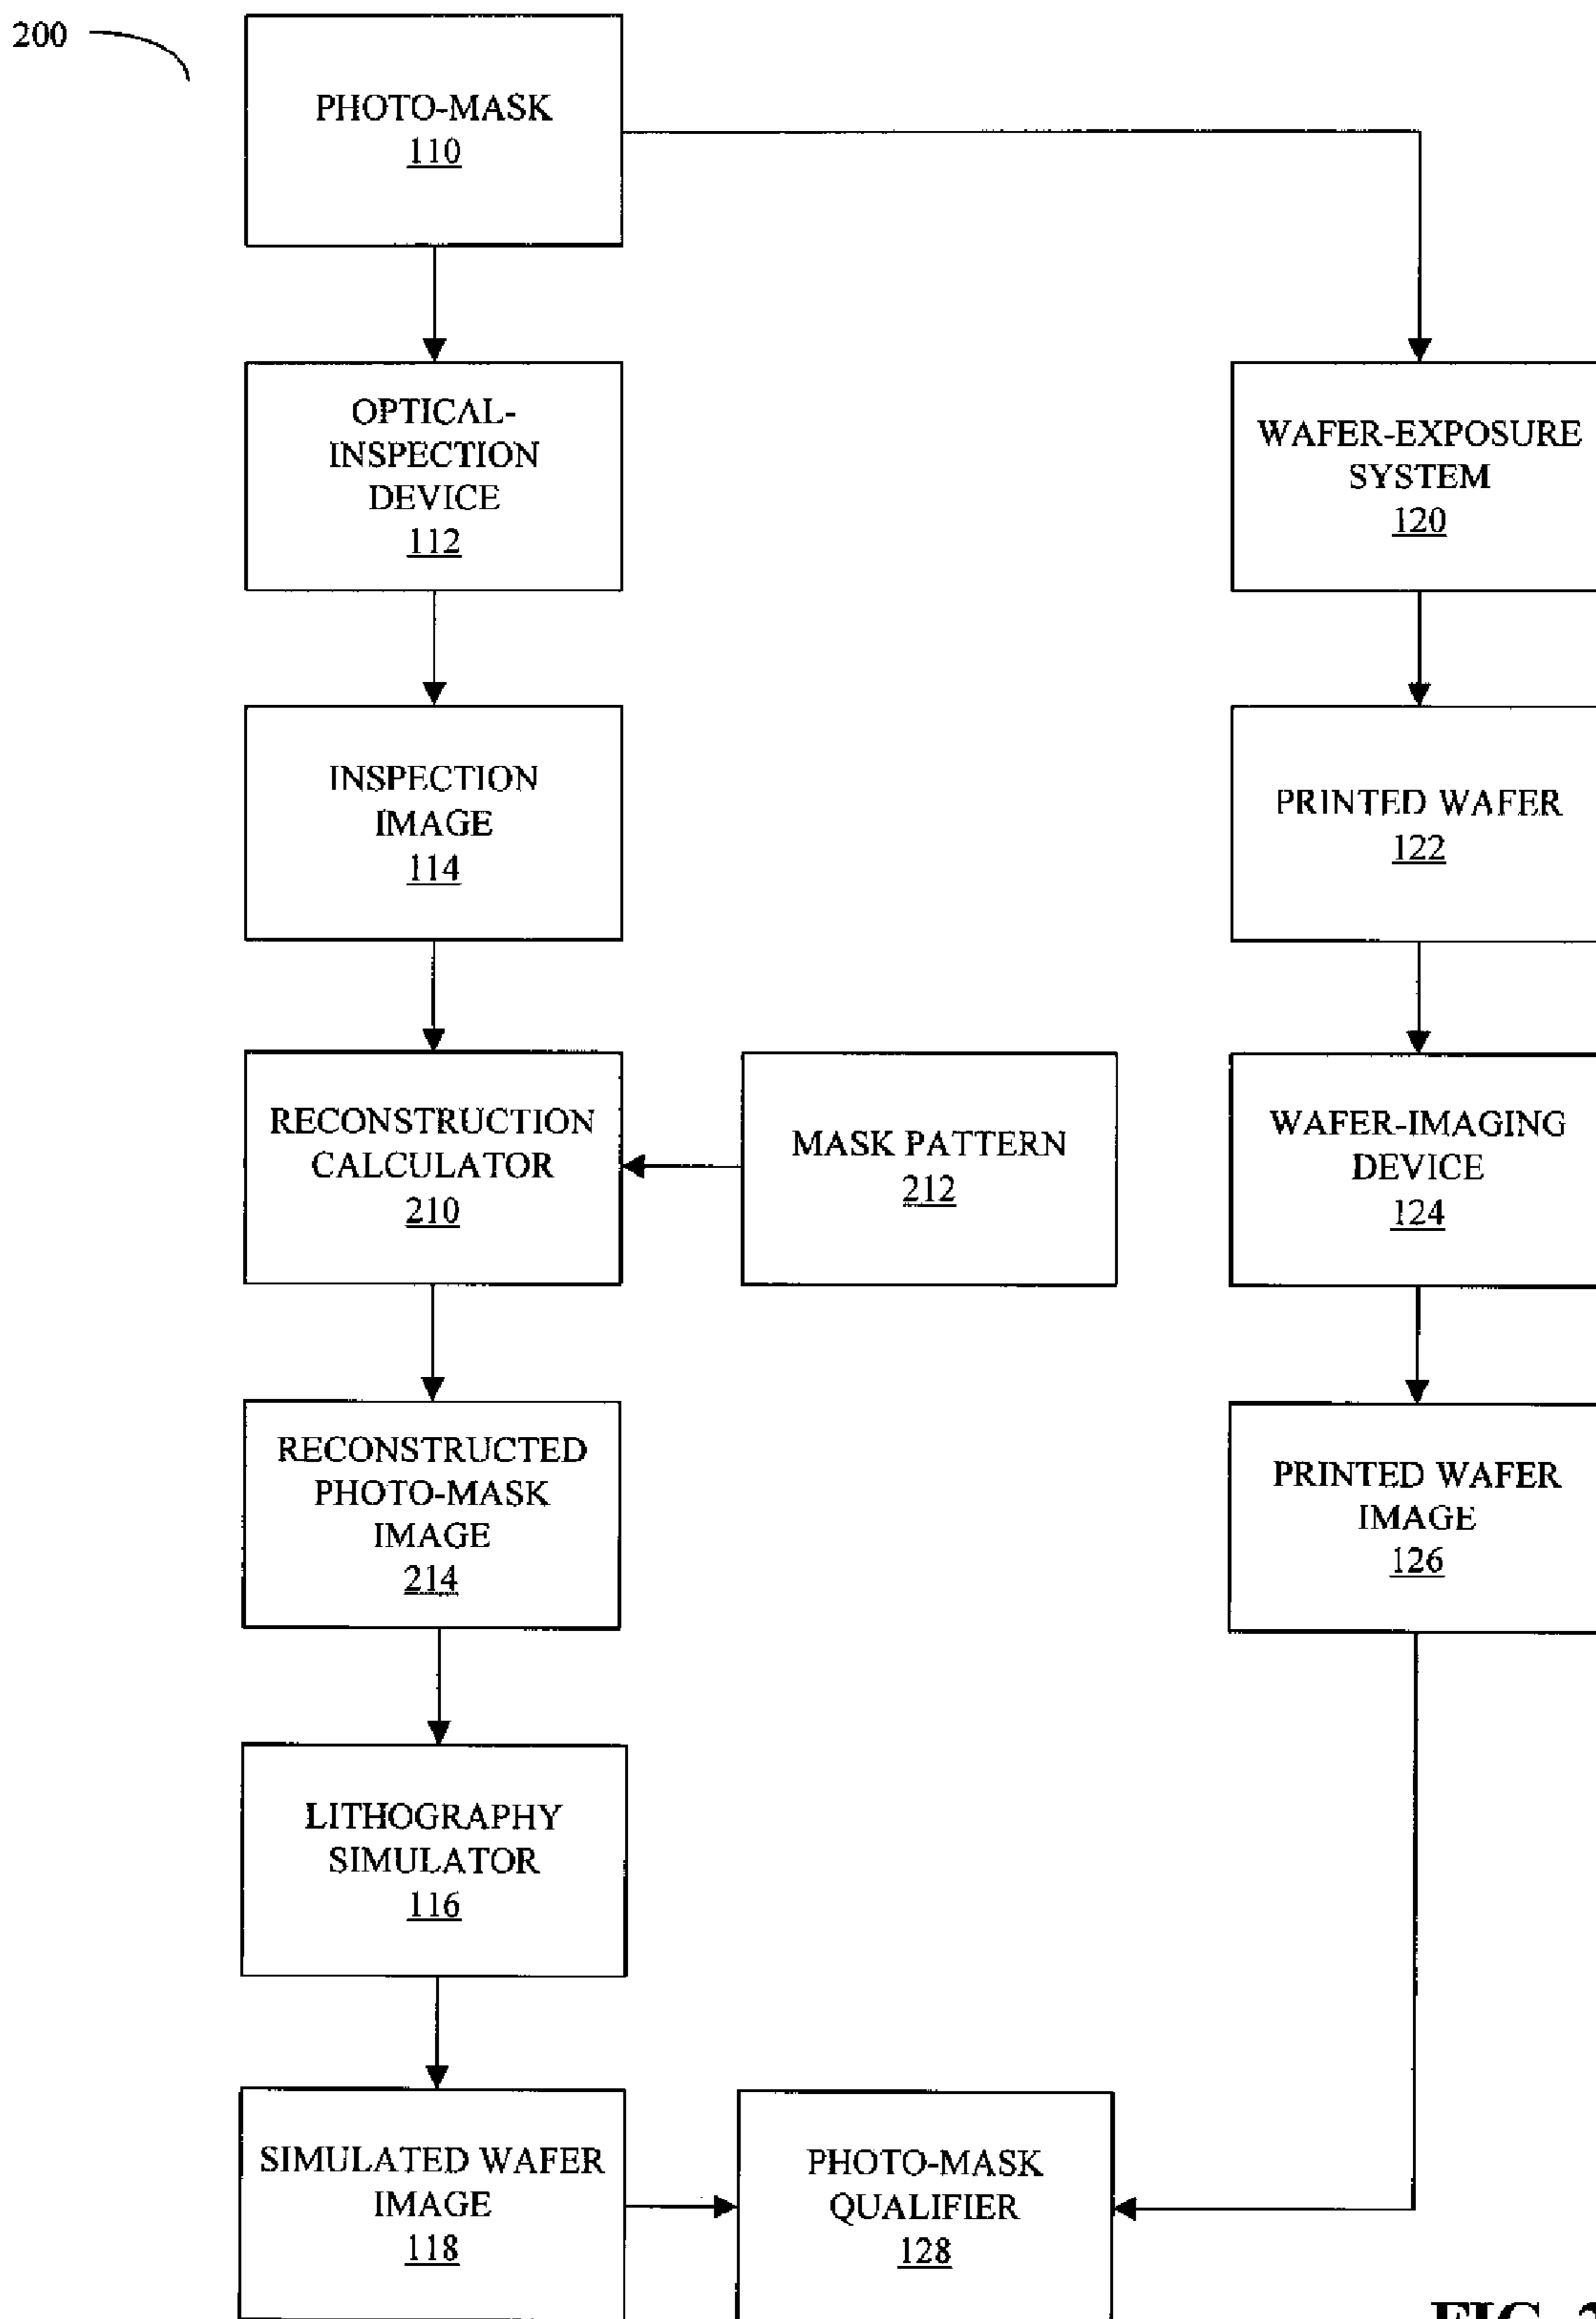 200
PHOTO-MASK
110
OPTICAL-
INSPECTION
DEVICE
112
WAFER-EXPOSURE
SYSTEM
120
INSPECTION
IMAGE
114
PRINTED WAFER
122
RECONSTRUCTION
CALCULATOR
210
MASK PATTERN
212
WAFER-IMAGING
DEVICE
124
RECONSTRUCTED
PHOTO-MASK
IMAGE
214
PRINTED WAFER
IMAGE
126
LITHOGRAPHY
SIMULATOR
116
SIMULATED WAFER
IMAGE
118
PHOTO-MASK
QUALIFIER
128
FIG.